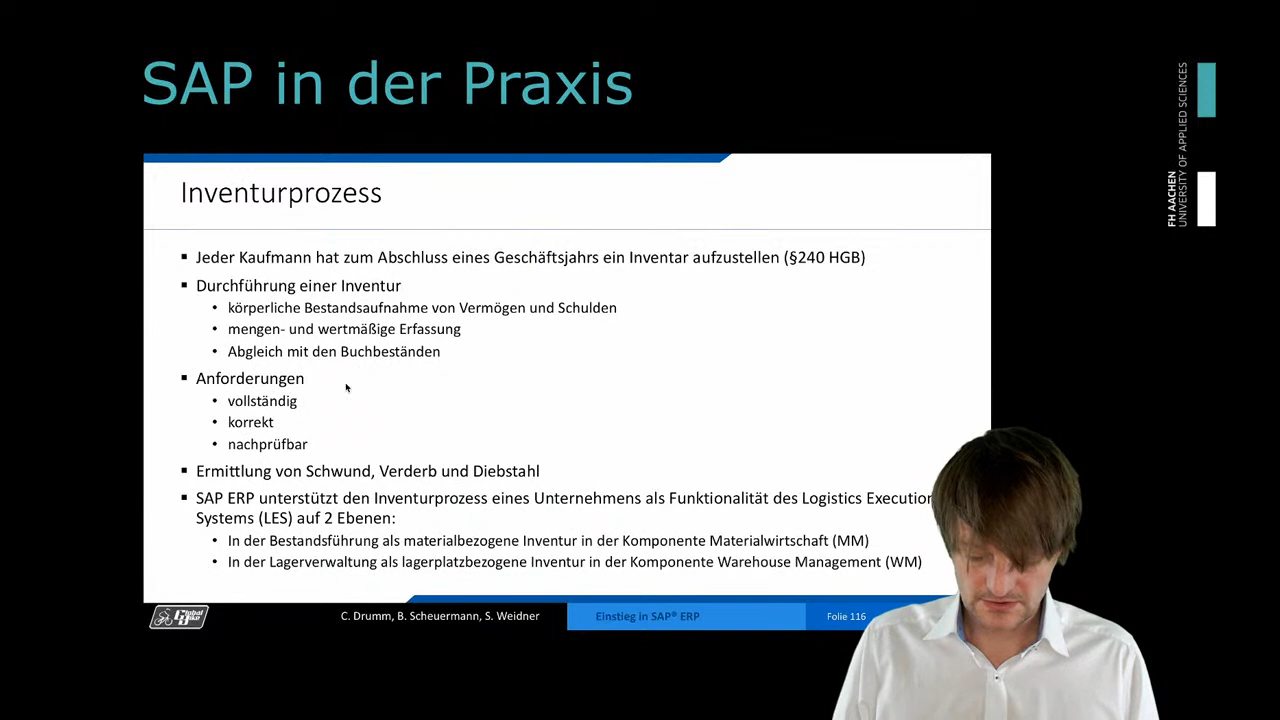 SAP in der Praxis
FH AACHEN
UNIVERSITY OF APPLIED SCIENCES
Inventurprozess
▪ Jeder Kaufmann hat zum Abschluss eines Geschäftsjahrs ein Inventar aufzustellen (§240 HGB)
▪ Durchführung einer Inventur
• körperliche Bestandsaufnahme von Vermögen und Schulden
• mengen- und wertmäßige Erfassung
• Abgleich mit den Buchbeständen
▪ Anforderungen
• vollständig
• korrekt
• nachprüfbar
▪ Ermittlung von Schwund, Verderb und Diebstahl
▪ SAP ERP unterstützt den Inventurprozess eines Unternehmens als Funktionalität des Logistics Execution
Systems (LES) auf 2 Ebenen:
• In der Bestandsführung als materialbezogene Inventur in der Komponente Materialwirtschaft (MM)
• In der Lagerverwaltung als lagerplatzbezogene Inventur in der Komponente Warehouse Management (WM)
Global Bike
C. Drumm, B. Scheuermann, S. Weidner
Einstieg in SAP® ERP
Folie 116